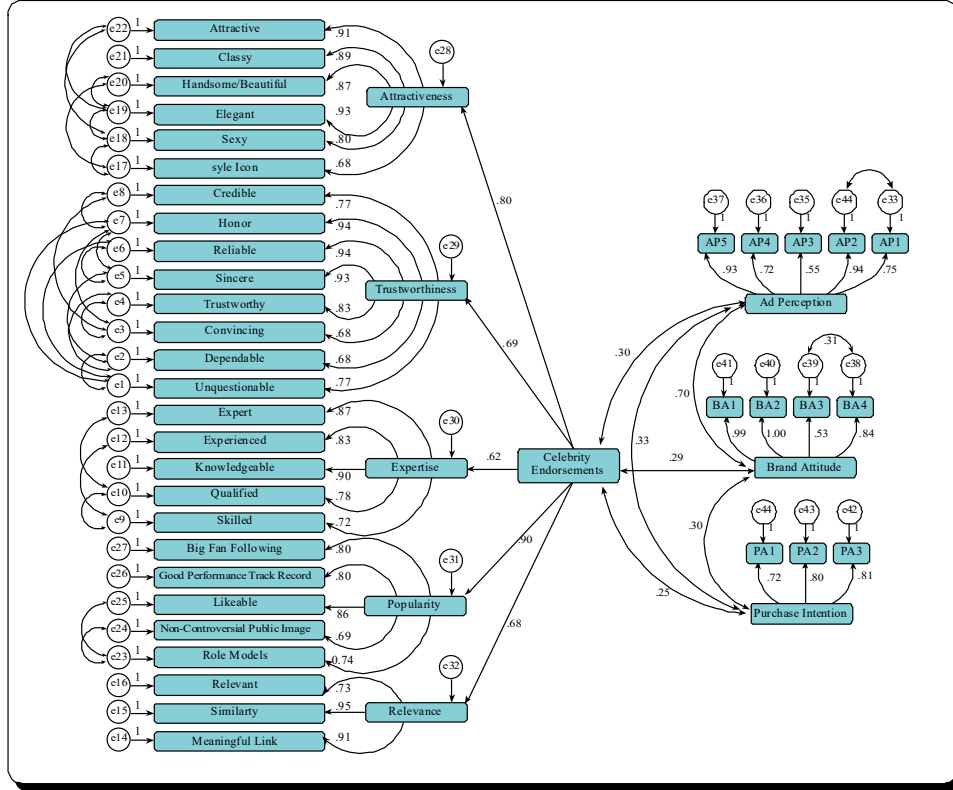 e22 1 Attractive .91
e21 1 Classy .89
e20 1 Handsome/Beautiful .87
e19 1 Elegant .93
e18 1 Sexy .80
e17 1 syle Icon .68
e28
Attractiveness
.80
e8 1 Credible .77
e7 1 Honor .94
e6 1 Reliable .94
e5 1 Sincere .93
e4 1 Trustworthy .83
e3 1 Convincing .68
e2 1 Dependable .68
e1 1 Unquestionable .77
e29
Trustworthiness
.69
e13 1 Expert .87
e12 1 Experienced .83
e11 1 Knowledgeable .90
e10 1 Qualified .78
e9 1 Skilled .72
e30
Expertise
.62
e27 1 Big Fan Following .80
e26 1 Good Performance Track Record .80
e25 1 Likeable 86
e24 1 Non-Controversial Public Image .69
e23 1 Role Models 0.74
e31
Popularity
.90
e16 1 Relevant .73
e15 1 Similarty .95
e14 1 Meaningful Link .91
e32
Relevance
.68
Celebrity
Endorsements
.30
.29
.25
.33
.70
.30
e37 e36 e35 e44 e33
1 1 1 1 1
AP5 AP4 AP3 AP2 AP1
.93 .72 .55 .94 .75
Ad Perception
.31
e41 e40 e39 e38
1 1 1 1
BA1 BA2 BA3 BA4
.99 1.00 .53 .84
Brand Attitude
e44 e43 e42
1 1 1
PA1 PA2 PA3
.72 .80 .81
Purchase Intention